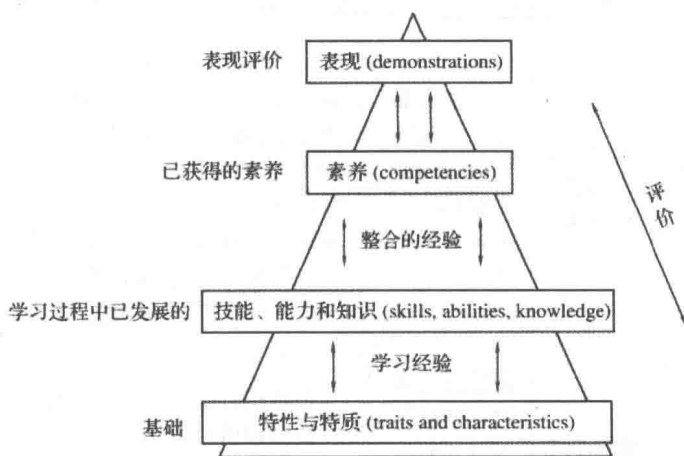 表现评价 表现 (demonstrations)
已获得的素养 素养 (competencies)
评价
整合的经验
学习过程中已发展的 技能、能力和知识 (skills, abilities, knowledge)
学习经验
基础 特性与特质 (traits and characteristics)